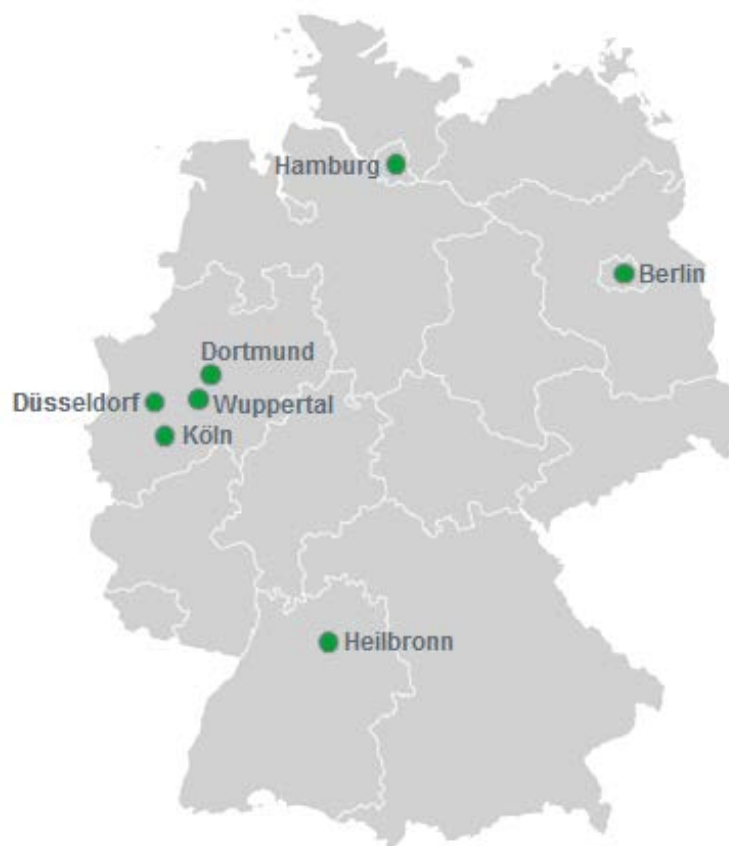 Hamburg
Berlin
Dortmund
Düsseldorf
Wuppertal
Köln
Heilbronn